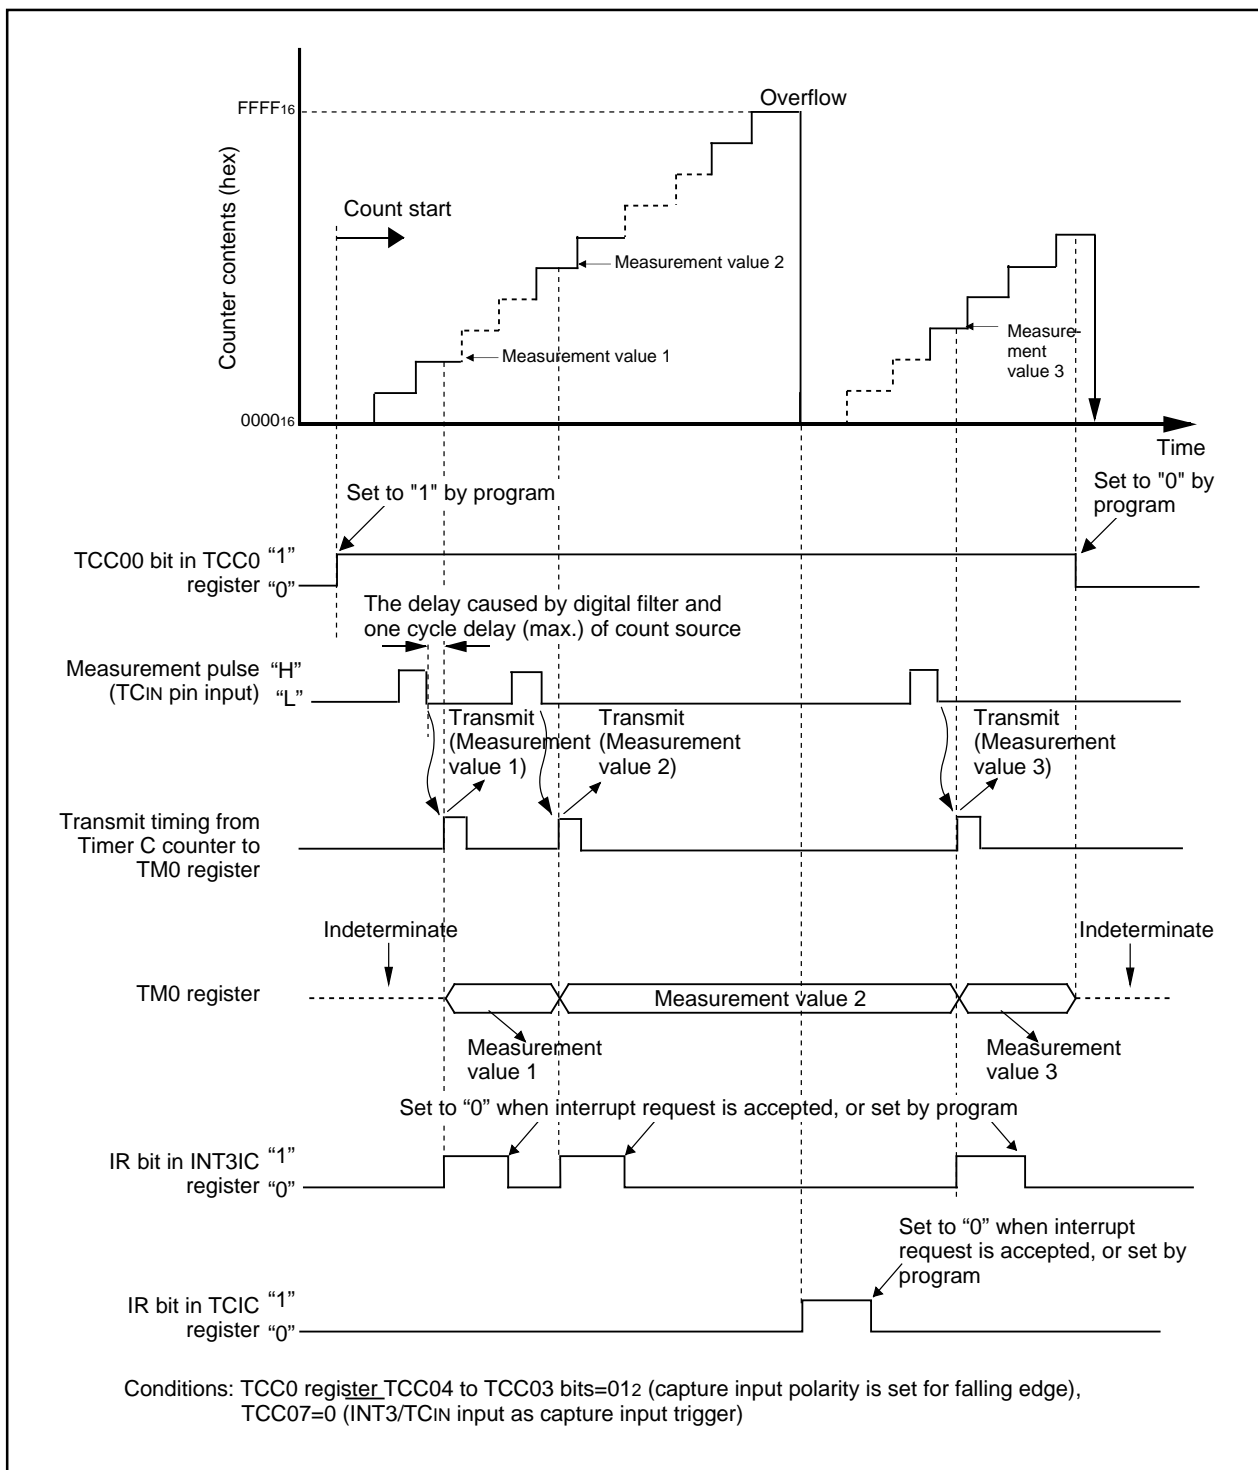 Overflow
FFFF16
Counter contents (hex)
Count start
Measurement value 2
Measurement value 1
Measure-
ment
value 3
000016
Time
Set to "1" by program
Set to "0" by
program
TCC00 bit in TCC0 “1”
register “0”
The delay caused by digital filter and
one cycle delay (max.) of count source
Measurement pulse “H”
(TCIN pin input) “L”
Transmit
(Measurement
value 1)
Transmit
(Measurement
value 2)
Transmit
(Measurement
value 3)
Transmit timing from
Timer C counter to
TM0 register
Indeterminate
Indeterminate
TM0 register
Measurement value 2
Measurement
value 1
Measurement
value 3
Set to “0” when interrupt request is accepted, or set by program
IR bit in INT3IC “1”
register “0”
Set to “0” when interrupt
request is accepted, or set by
program
IR bit in TCIC “1”
register “0”
Conditions: TCC0 register TCC04 to TCC03 bits=012 (capture input polarity is set for falling edge),
TCC07=0 (INT3/TCIN input as capture input trigger)